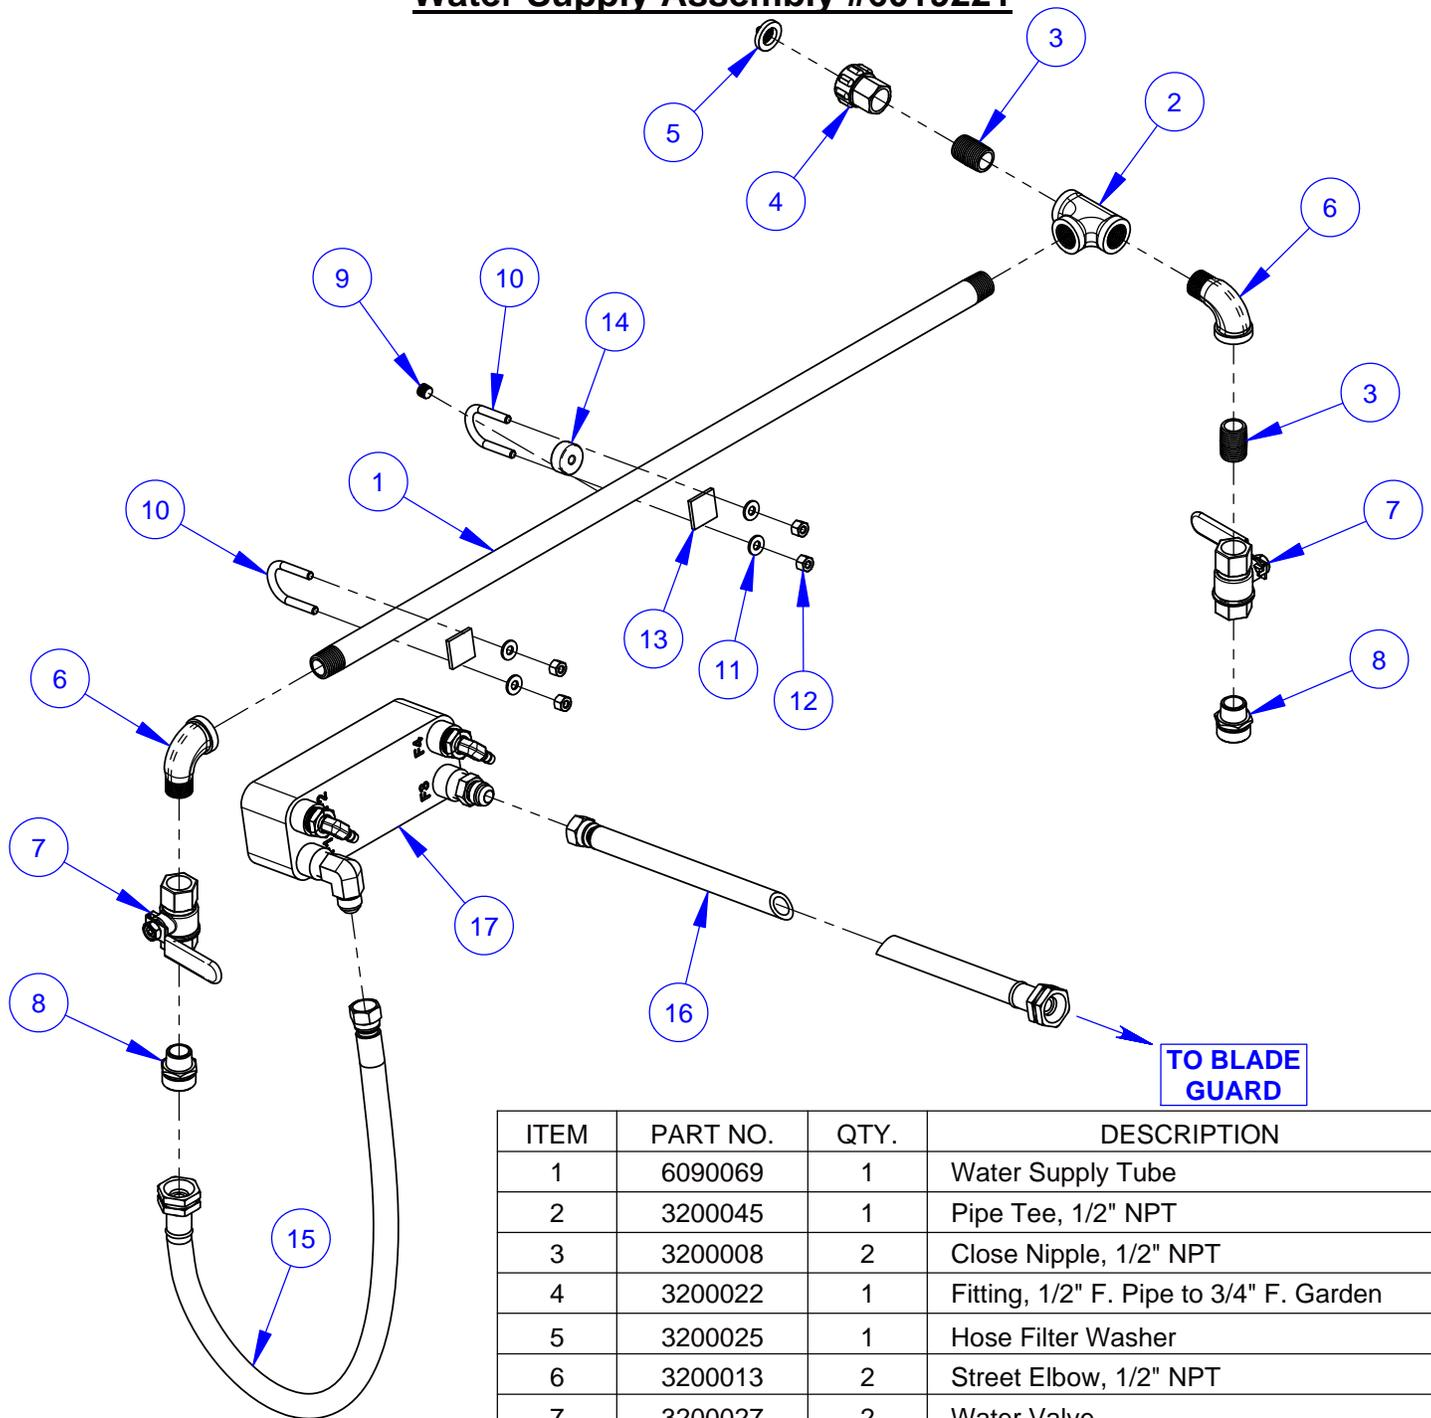 Water Supply Assembly
3
2
5
4
6
9
10
14
3
1
10
7
13
11
12
8
6
F4
F3
7
17
8
16
TO BLADE
GUARD
15
ITEM PART NO. QTY. DESCRIPTION
1 6090069 1 Water Supply Tube
2 3200045 1 Pipe Tee, 1/2" NPT
3 3200008 2 Close Nipple, 1/2" NPT
4 3200022 1 Fitting, 1/2" F. Pipe to 3/4" F. Garden
5 3200025 1 Hose Filter Washer
6 3200013 2 Street Elbow, 1/2" NPT
7 3200027 2 Water Valve